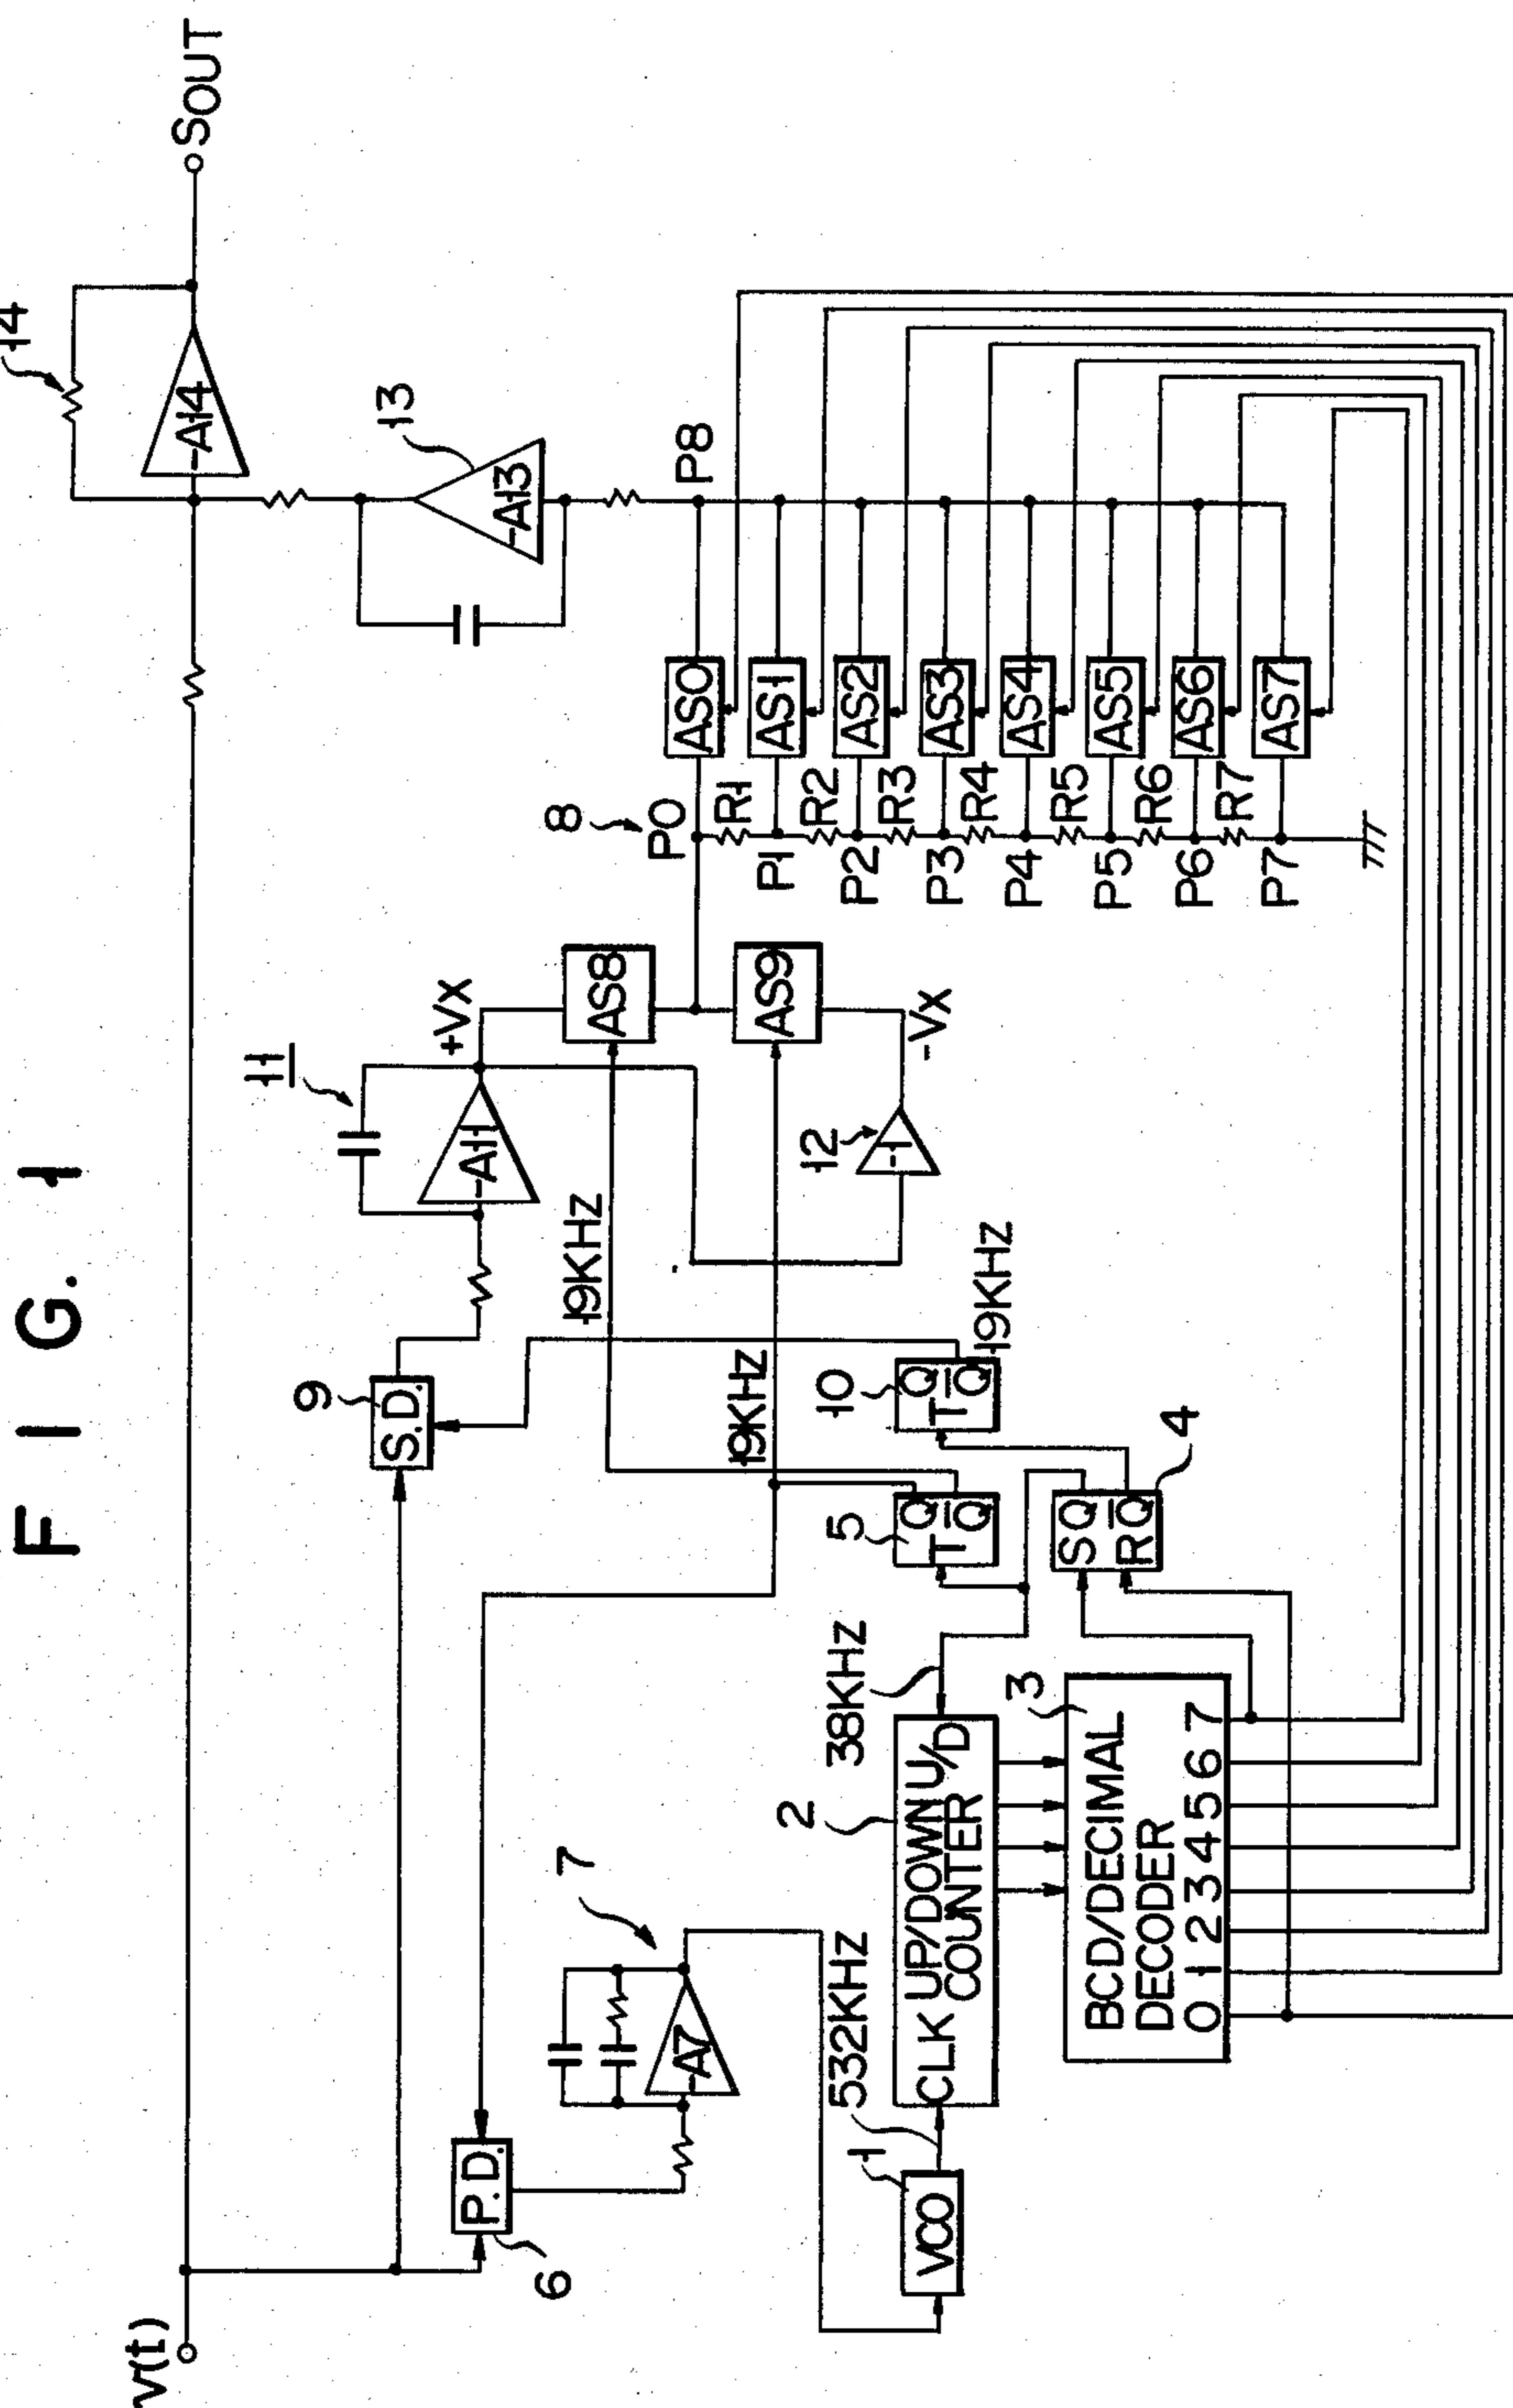 FIG. 1
v(t)
SOUT
14
-A14
13
-A13
P8
11
-A11
+Vx
9
S.D.
19KHz
AS8
AS9
19KHz
12
-1
-Vx
8
P0
R1
P1
R2
P2
R3
P3
R4
P4
R5
P5
R6
P6
R7
P7
AS0
AS1
AS2
AS3
AS4
AS5
AS6
AS7
P.D.
6
7
-A7
VCO
1
532KHz
2
CLK UP/DOWN U/D
COUNTER
38KHz
5
Q
T
Q̅
10
Q
T
Q̅
19KHz
S Q
R Q̅
4
3
BCD/DECIMAL
DECODER
0 1 2 3 4 5 6 7